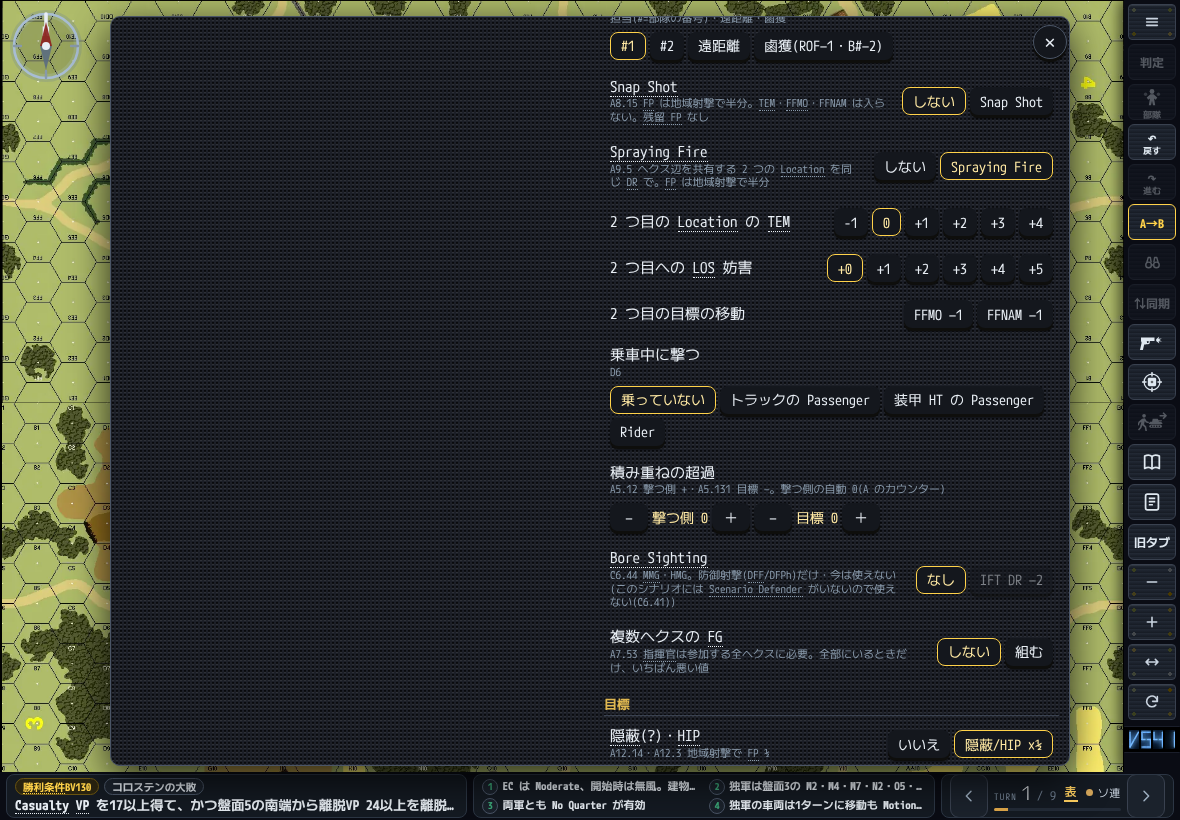 担当(#=部隊の番号)・遠距離・鹵獲
#1 #2 遠距離 鹵獲(ROF−1・B#−2)
Snap Shot
A8.15 FP は地域射撃で半分。TEM・FFMO・FFNAM は入ら
ない。残留 FP なし
しない Snap Shot
Spraying Fire
A9.5 ヘクス辺を共有する 2 つの Location を同
じ DR で。FP は地域射撃で半分
しない Spraying Fire
2 つ目の Location の TEM
-1 0 +1 +2 +3 +4
2 つ目への LOS 妨害
+0 +1 +2 +3 +4 +5
2 つ目の目標の移動
FFMO −1 FFNAM −1
乗車中に撃つ
D6
乗っていない トラックの Passenger 装甲 HT の Passenger
Rider
積み重ねの超過
A5.12 撃つ側 +・A5.131 目標 −。撃つ側の自動 0(A のカウンター)
− 撃つ側 0 + − 目標 0 +
Bore Sighting
C6.44 MMG・HMG。防御射撃(DFF/DFPh)だけ・今は使えない
(このシナリオには Scenario Defender がいないので使え
ない(C6.41))
なし IFT DR −2
複数ヘクスの FG
A7.53 指揮官は参加する全ヘクスに必要。全部にいるときだ
け、いちばん悪い値
しない 組む
目標
隠蔽(?)・HIP
A12.14・A12.3 地域射撃で FP ½
いいえ 隠蔽/HIP x½
判定
部隊
戻す
進む
A→B
⇅同期
旧タブ
勝利条件BV130 コロステンの大敗
Casualty VP を17以上得て、かつ盤面5の南端から離脱VP 24以上を離脱…
1 EC は Moderate、開始時は無風。建物…
2 独軍は盤面3の M2・M4・M7・N2・O5・…
3 両軍とも No Quarter が有効
4 独軍の車両は1ターンに移動も Motion…
TURN 1 / 9 表 ソ連
3
4